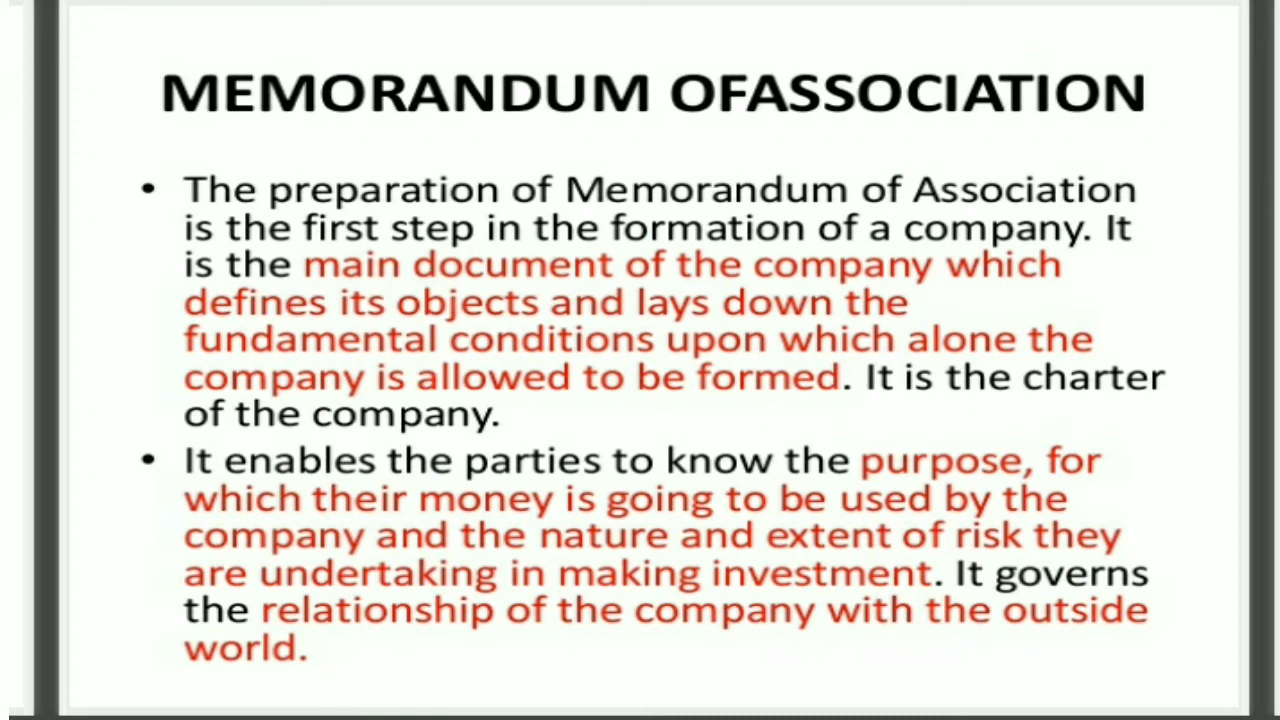 MEMORANDUM OFASSOCIATION
• The preparation of Memorandum of Association
is the first step in the formation of a company. It
is the main document of the company which
defines its objects and lays down the
fundamental conditions upon which alone the
company is allowed to be formed. It is the charter
of the company.
• It enables the parties to know the purpose, for
which their money is going to be used by the
company and the nature and extent of risk they
are undertaking in making investment. It governs
the relationship of the company with the outside
world.